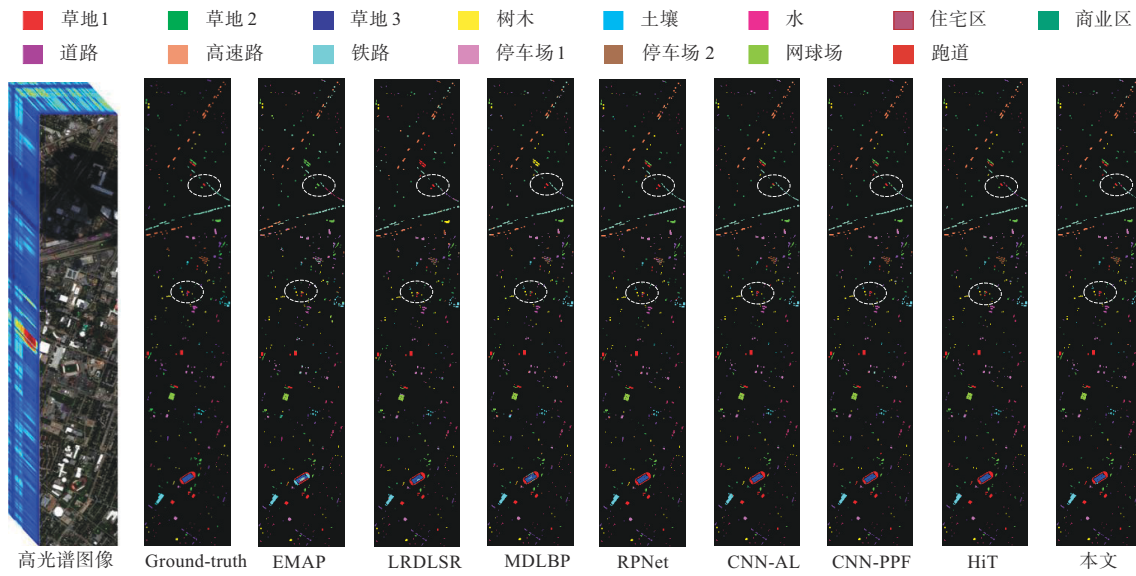 草地1 草地2 草地3 树木 土壤 水 住宅区 商业区
道路 高速路 铁路 停车场1 停车场2 网球场 跑道
高光谱图像 Ground-truth EMAP LRDLSR MDLBP RPNet CNN-AL CNN-PPF HiT 本文